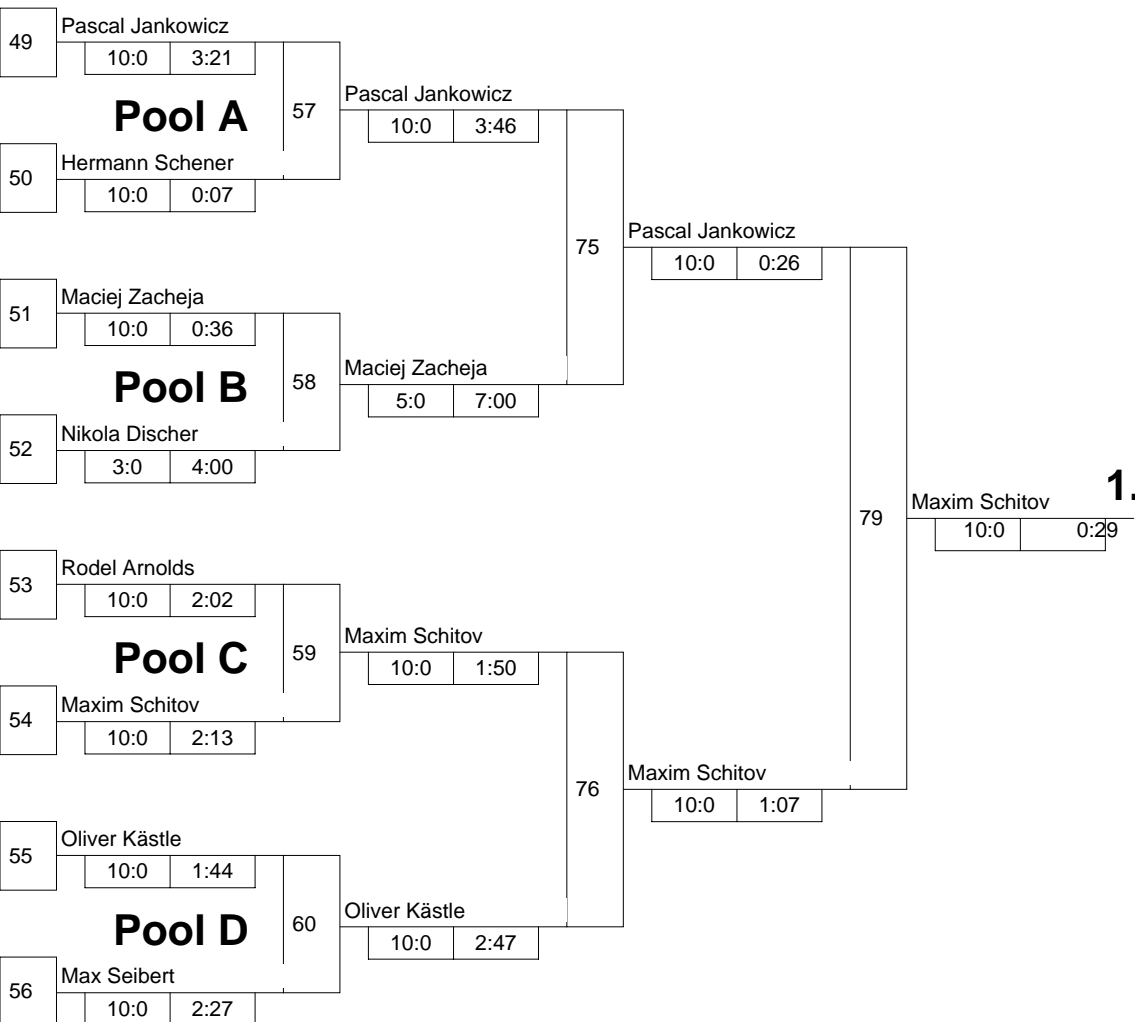 49
Pascal Jankowicz
10:0 3:21
Pool A
57
Pascal Jankowicz
10:0 3:46
50
Hermann Schener
10:0 0:07
75
Pascal Jankowicz
10:0 0:26
51
Maciej Zacheja
10:0 0:36
Pool B
58
Maciej Zacheja
5:0 7:00
52
Nikola Discher
3:0 4:00
79
Maxim Schitov
1.
10:0 0:29
53
Rodel Arnolds
10:0 2:02
Pool C
59
Maxim Schitov
10:0 1:50
54
Maxim Schitov
10:0 2:13
76
Maxim Schitov
10:0 1:07
55
Oliver Kästle
10:0 1:44
Pool D
60
Oliver Kästle
10:0 2:47
56
Max Seibert
10:0 2:27